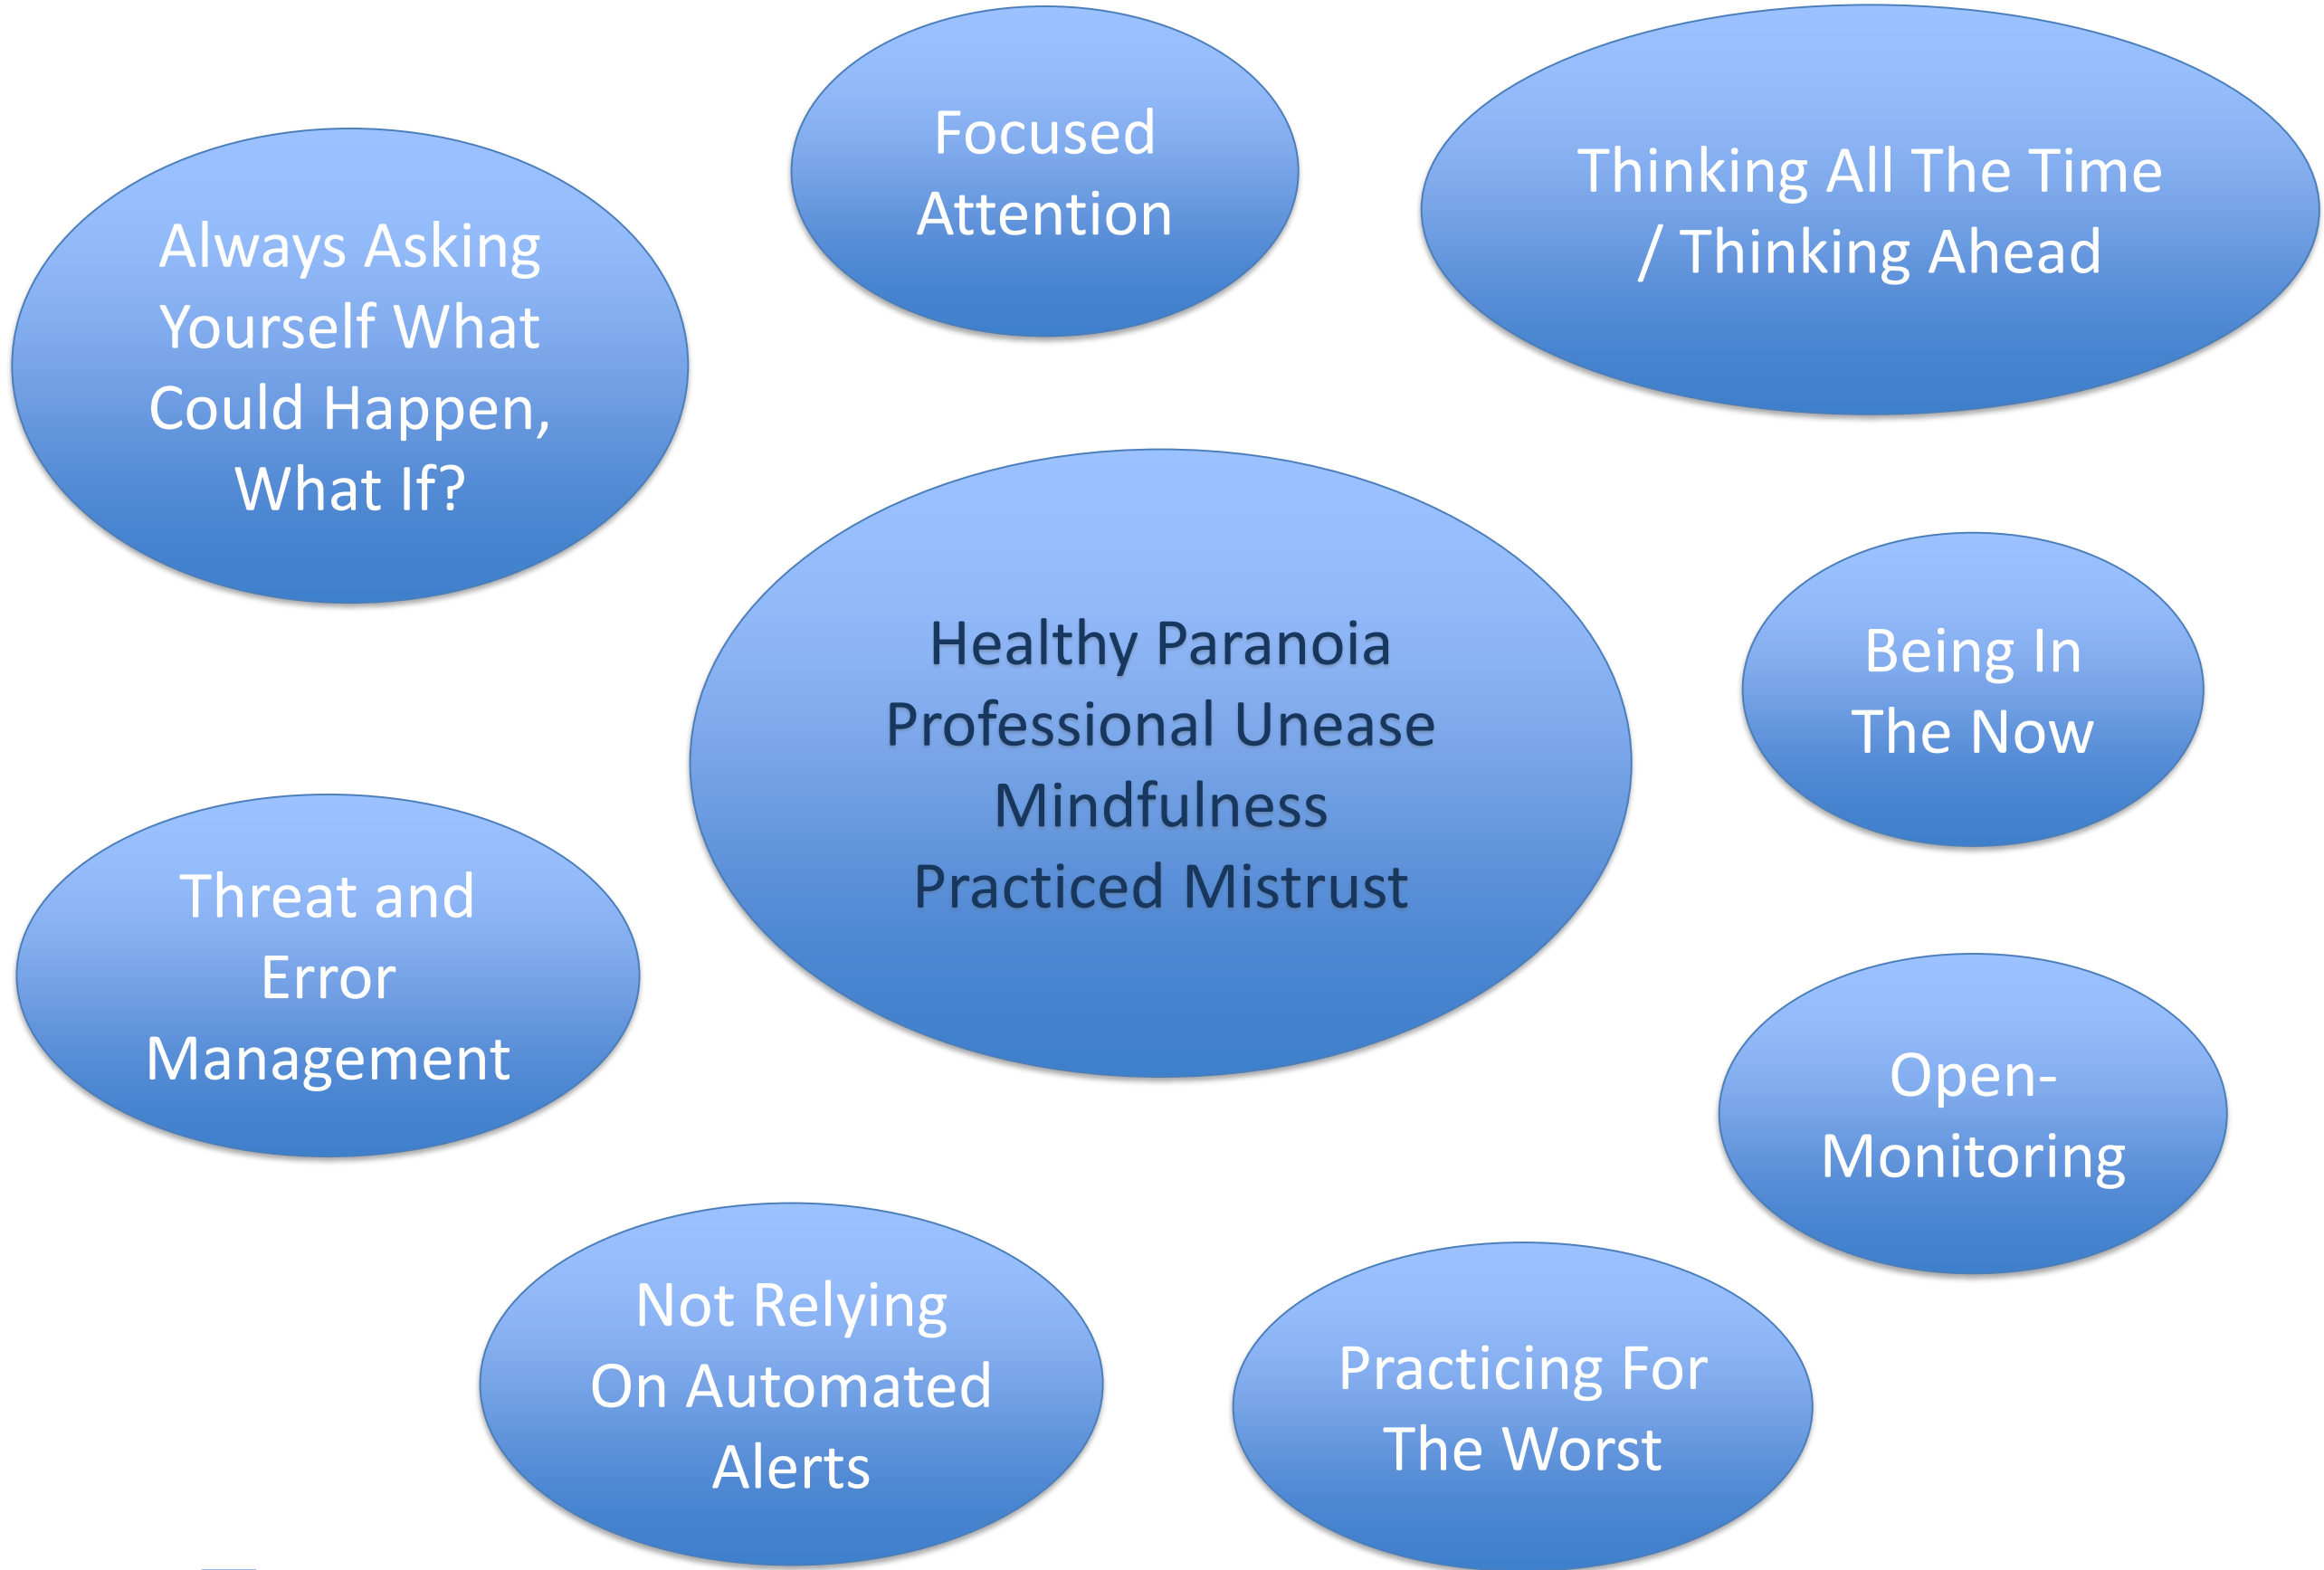 Focused
Attention
Thinking All The Time
/ Thinking Ahead
Always Asking
Yourself What
Could Happen,
What If?
Healthy Paranoia
Professional Unease
Mindfulness
Practiced Mistrust
Being In
The Now
Threat and
Error
Management
Open-
Monitoring
Not Relying
On Automated
Alerts
Practicing For
The Worst